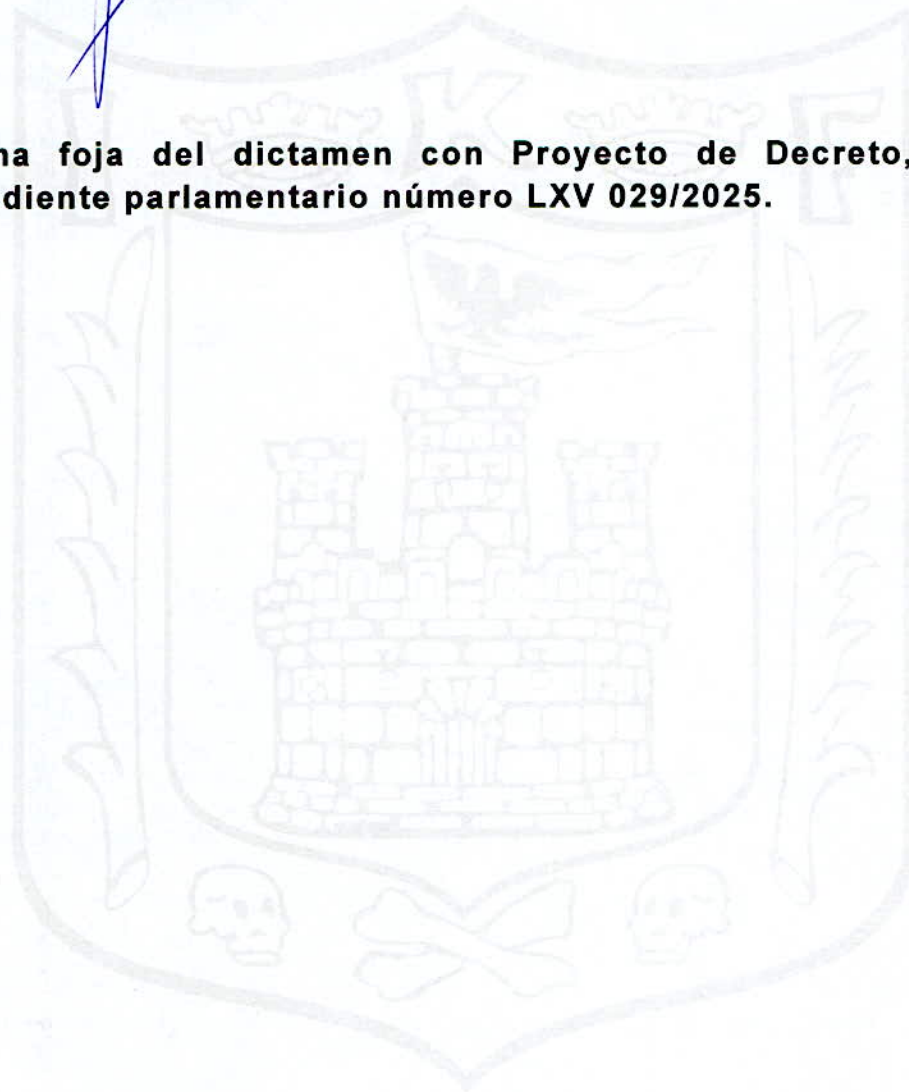 I K F
na foja del dictamen con Proyecto de Decreto,
diente parlamentario número LXV 029/2025.